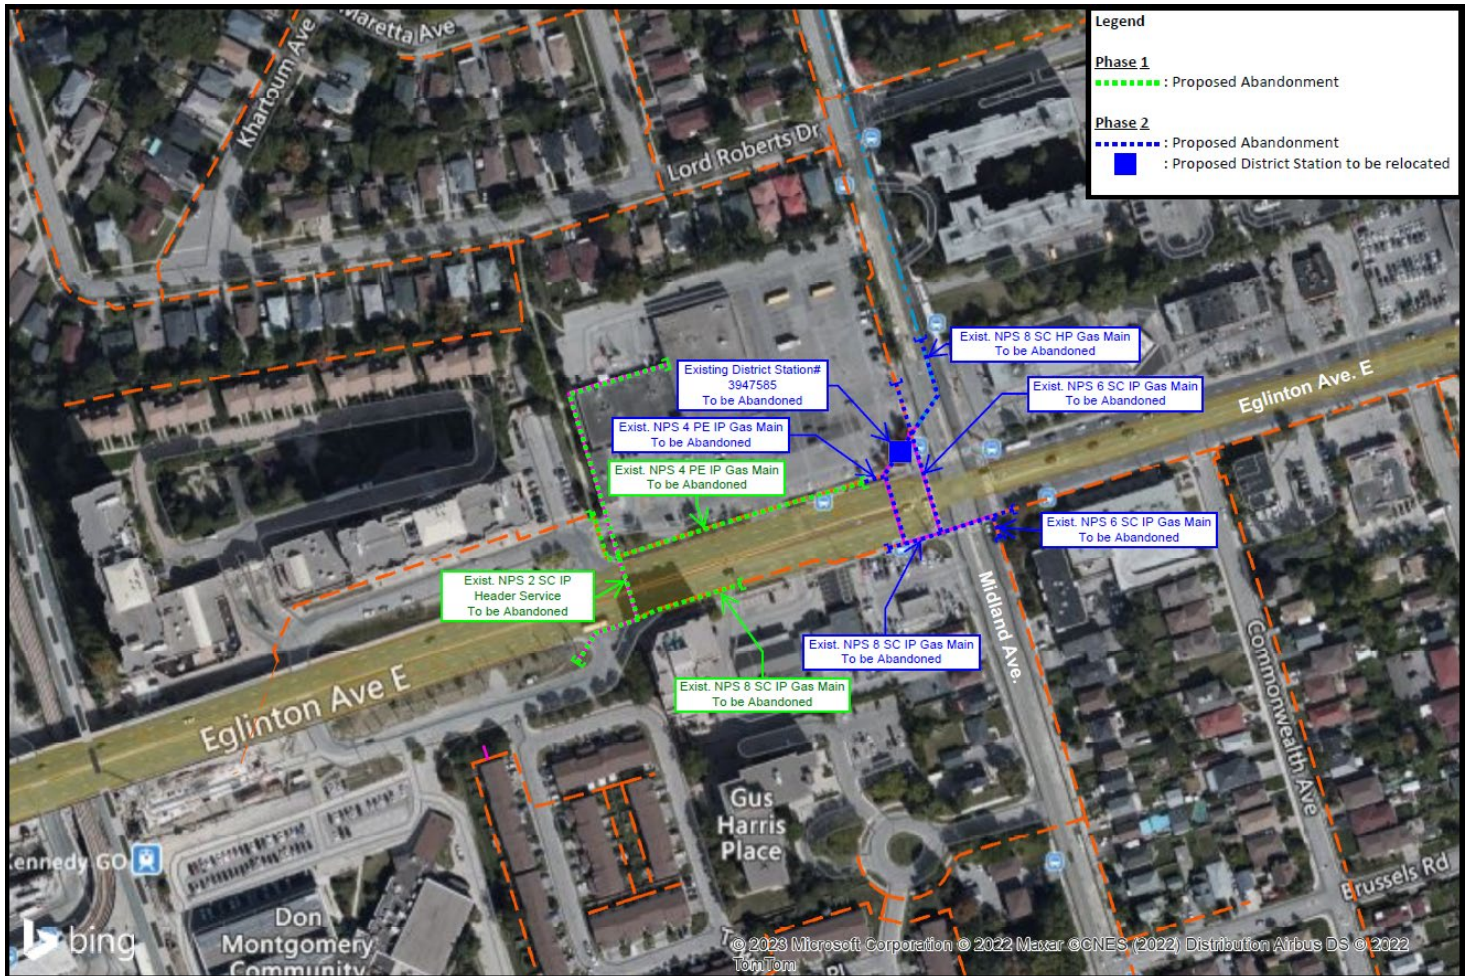 Maretta Ave
Khartoum Ave
Lord Roberts Dr
Legend
Phase 1
: Proposed Abandonment
Phase 2
: Proposed Abandonment
: Proposed District Station to be relocated
Exist. NPS 8 SC HP Gas Main
To be Abandoned
Existing District Station#
3947585
To be Abandoned
Exist. NPS 6 SC IP Gas Main
To be Abandoned
Eglinton Ave. E
Exist. NPS 4 PE IP Gas Main
To be Abandoned
Exist. NPS 4 PE IP Gas Main
To be Abandoned
Exist. NPS 6 SC IP Gas Main
To be Abandoned
Exist. NPS 2 SC IP
Header Service
To be Abandoned
Midland Ave.
Commonwealth Ave
Exist. NPS 8 SC IP Gas Main
To be Abandoned
Exist. NPS 8 SC IP Gas Main
To be Abandoned
Eglinton Ave E
Gus
Harris
Place
ennedy GO
Brussels Rd
Don
Montgomery
Community
bing
© 2023 Microsoft Corporation © 2022 Maxar ©CNES (2022) Distribution Airbus DS © 2022
TomTom